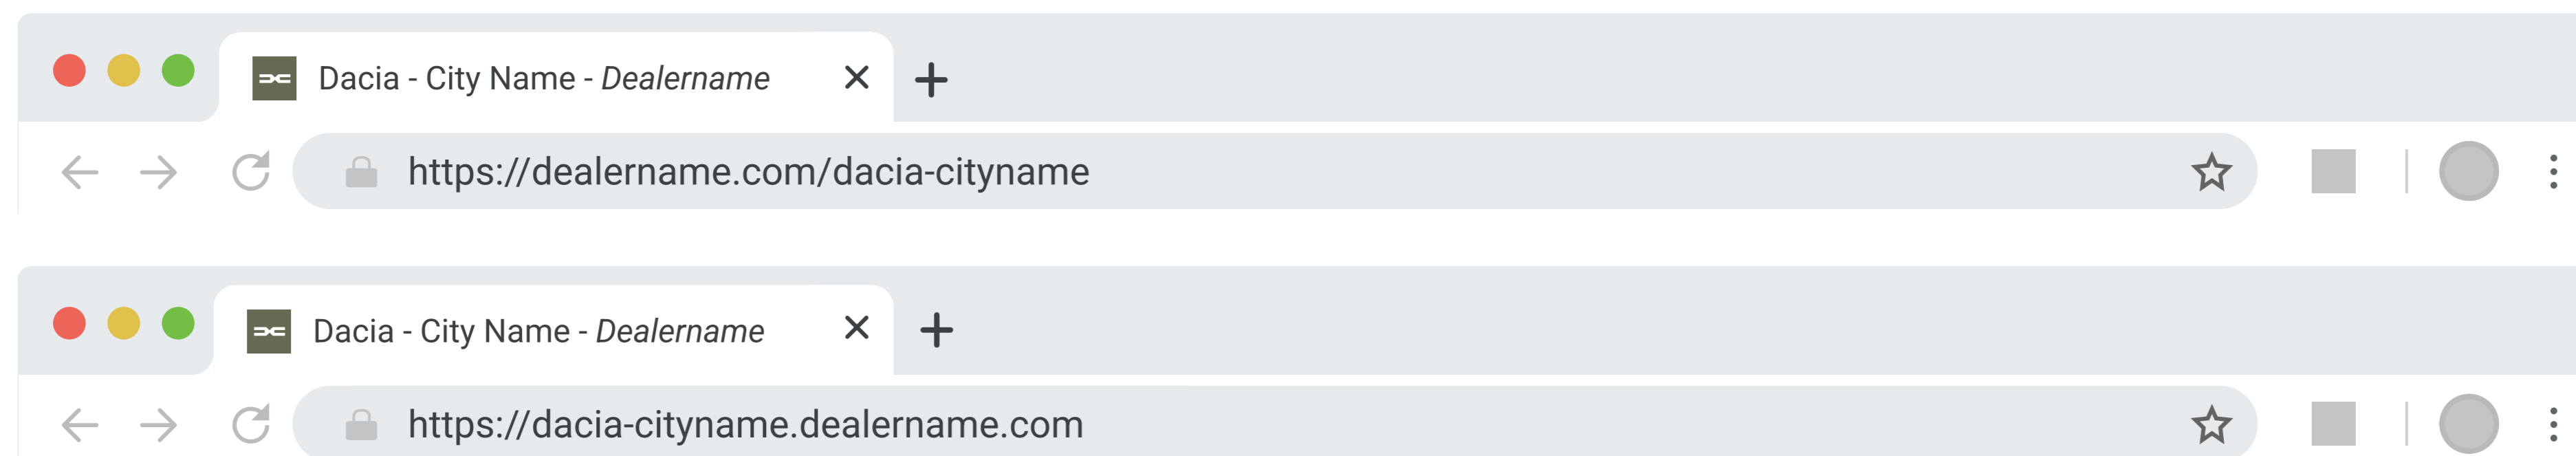 Dacia - City Name - Dealername
https://dealername.com/dacia-cityname
Dacia - City Name - Dealername
https://dacia-cityname.dealername.com